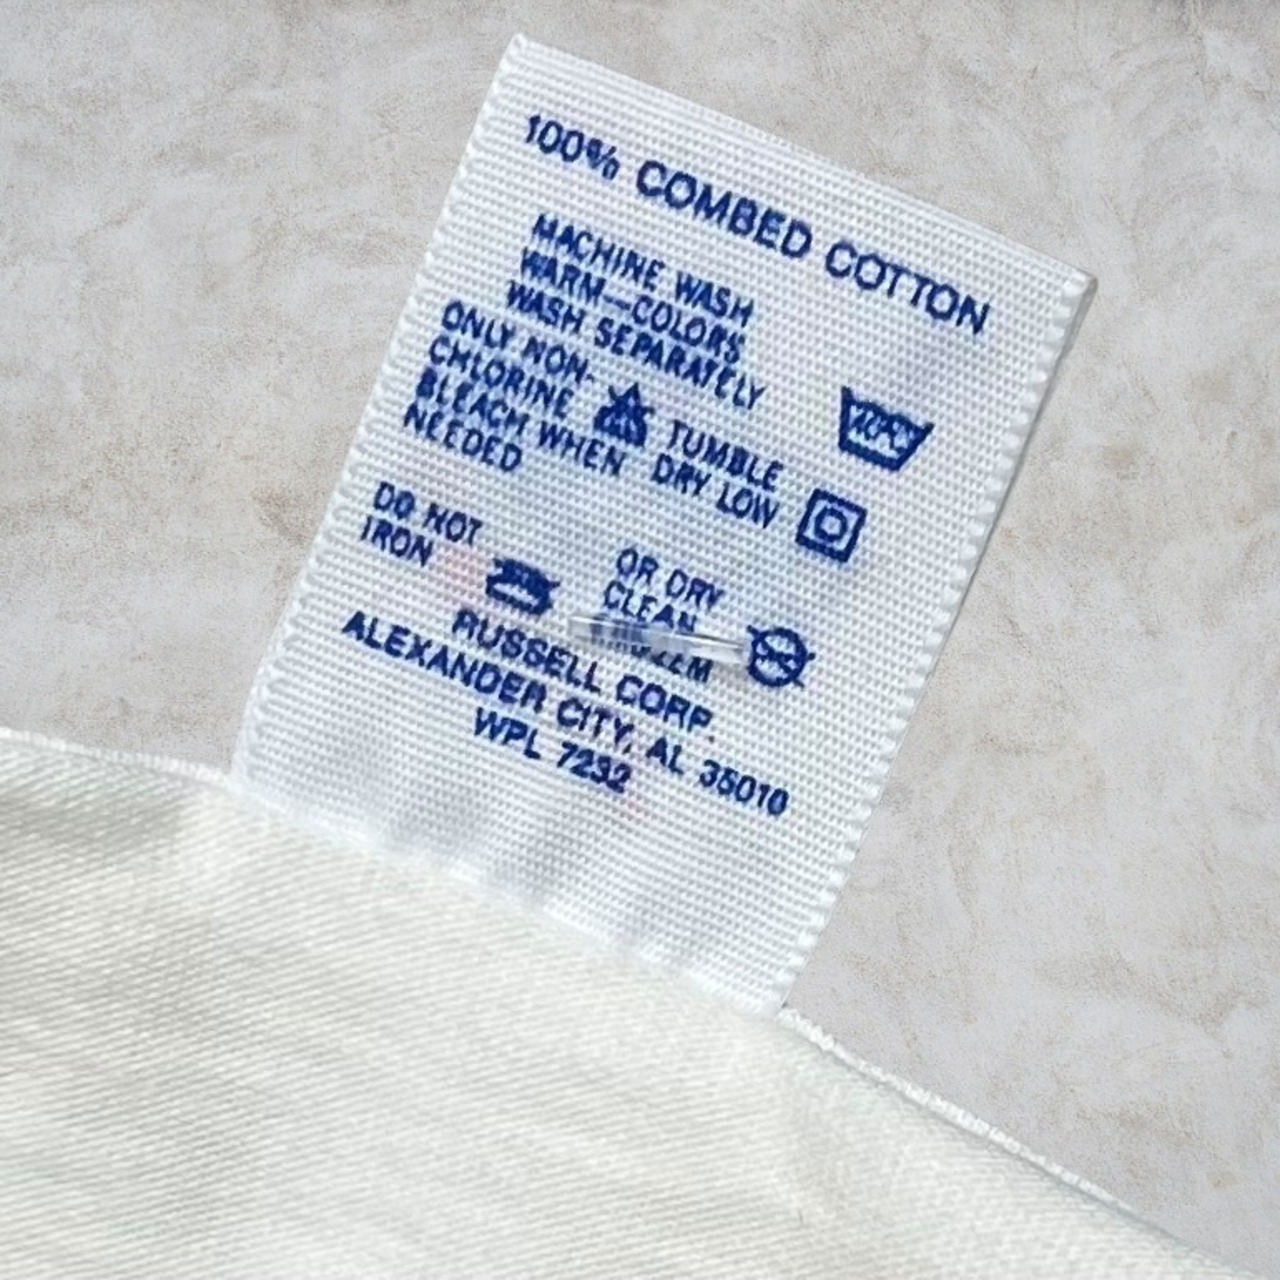 100% COMBED COTTON
MACHINE WASH
WARM—COLORS
WASH SEPARATELY
40°C
ONLY NON-
CHLORINE
BLEACH WHEN
NEEDED
TUMBLE
DRY LOW
DO NOT
IRON
OR DRY
CLEAN
RUSSELL CORP.
ALEXANDER CITY, AL 35010
WPL 7232